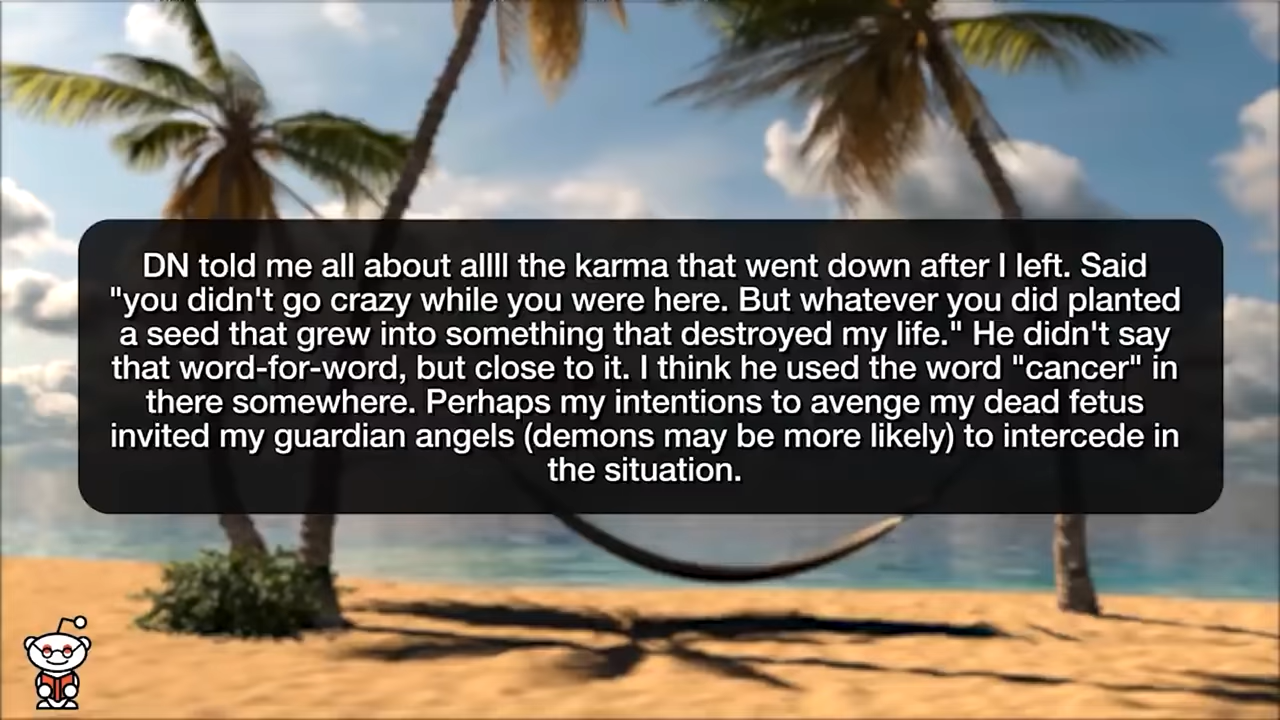 DN told me all about allll the karma that went down after I left. Said
"you didn't go crazy while you were here. But whatever you did planted
a seed that grew into something that destroyed my life." He didn't say
that word-for-word, but close to it. I think he used the word "cancer" in
there somewhere. Perhaps my intentions to avenge my dead fetus
invited my guardian angels (demons may be more likely) to intercede in
the situation.